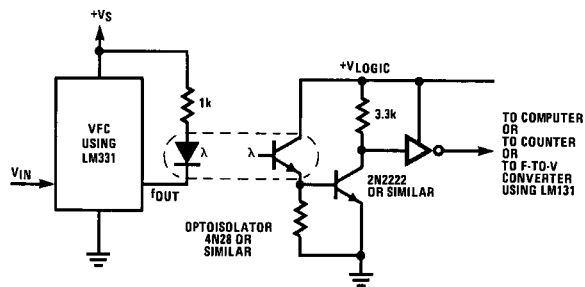 +VS
1k
VFC
USING
LM331
VIN
fOUT
λ
λ
+VLOGIC
3.3k
2N2222
OR SIMILAR
OPTOISOLATOR
4N28 OR
SIMILAR
TO COMPUTER
OR
TO COUNTER
OR
TO F-TO-V
CONVERTER
USING LM131